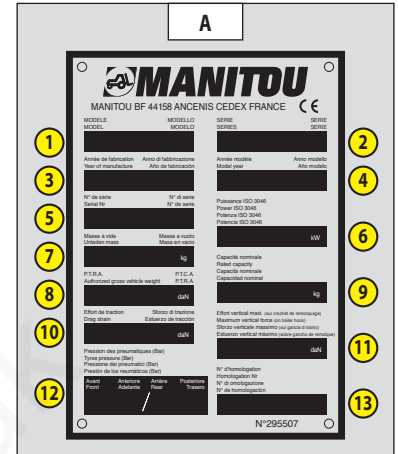 A
MANITOU
MANITOU BF 44158 ANCENIS CEDEX FRANCE CE
MODELE MODELLO
MODEL MODELO
1
SERIE SERIE
SERIES SERIE
2
Année de fabrication Anno di fabbricazione
Year of manufacture Año de fabricación
3
Année modèle Anno modello
Model year Año modelo
4
N° de série N° di serie
Serial Nr N° de serie
5
Puissance ISO 3046
Power ISO 3046
Potenza ISO 3046
Potencia ISO 3046
kW
6
Masse à vide Massa a vuoto
Unladen mass Masa en vacio
kg
7
P.T.R.A. P.T.C.A.
Authorized gross vehicle weight P.T.R.A.
daN
8
Capacité nominale
Rated capacity
Capacità nominale
Capacidad nominal
kg
9
Effort de traction Sforzo di trazione
Drag strain Esfuerzo de tracción
daN
10
Effort vertical maxi. (sur crochet de remorquage)
Maximum vertical force (on trailer hook)
Sforzo verticale massimo (sul gancio di traino)
Esfuerzo vertical máximo (sobre gancho de remolque)
daN
11
Pression des pneumatiques (Bar)
Tyres pressure (Bar)
Pressione dei pneumatici (Bar)
Presión de los neumáticos (Bar)
Avant Anteriore Arrière Posteriore
Front Adelante Rear Trasero
/
12
N° d'homologation
Homologation Nr
N° di omologazione
N° de homologación
13
N°295507